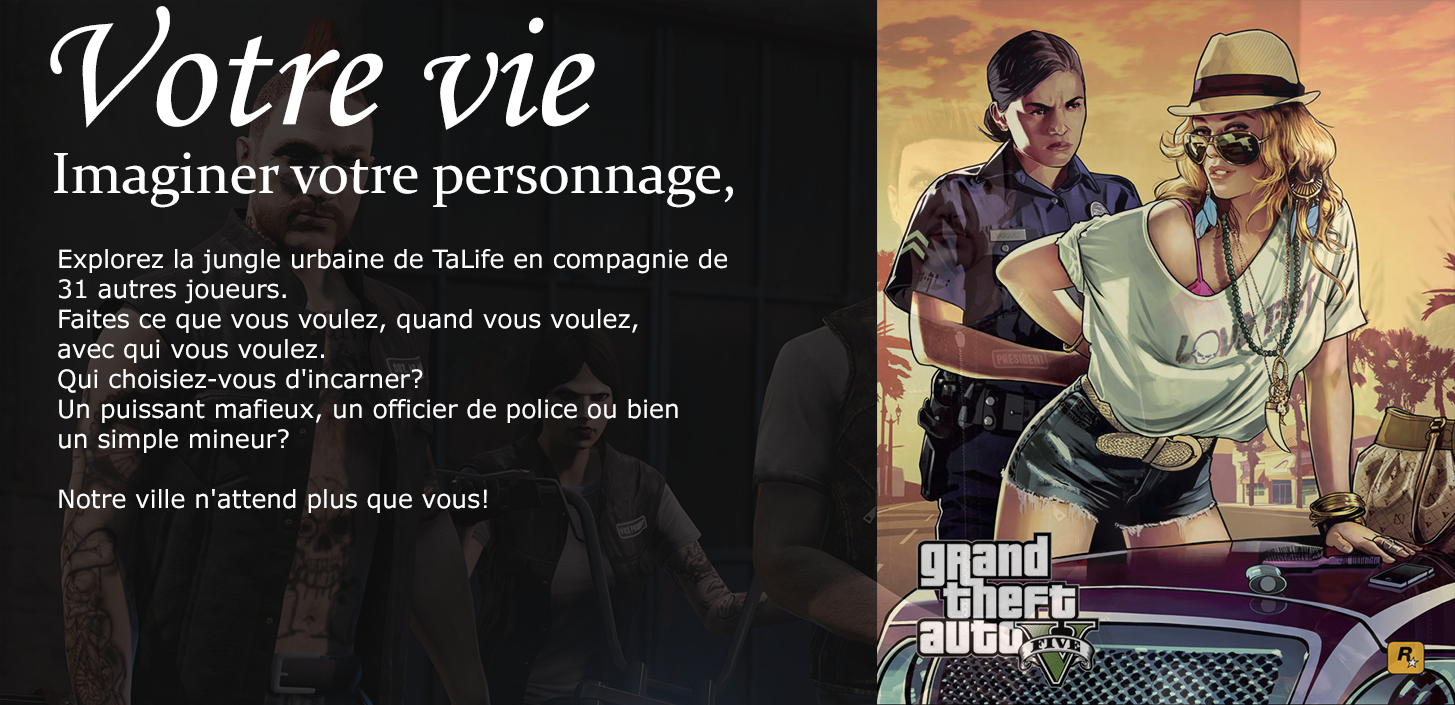 Votre vie
Imaginer votre personnage,
Explorez la jungle urbaine de TaLife en compagnie de
31 autres joueurs.
Faites ce que vous voulez, quand vous voulez,
avec qui vous voulez.
Qui choisiez-vous d'incarner?
Un puissant mafieux, un officier de police ou bien
un simple mineur?
Notre ville n'attend plus que vous!
PRESIDENT
grand
theft
auto
FIVE
R